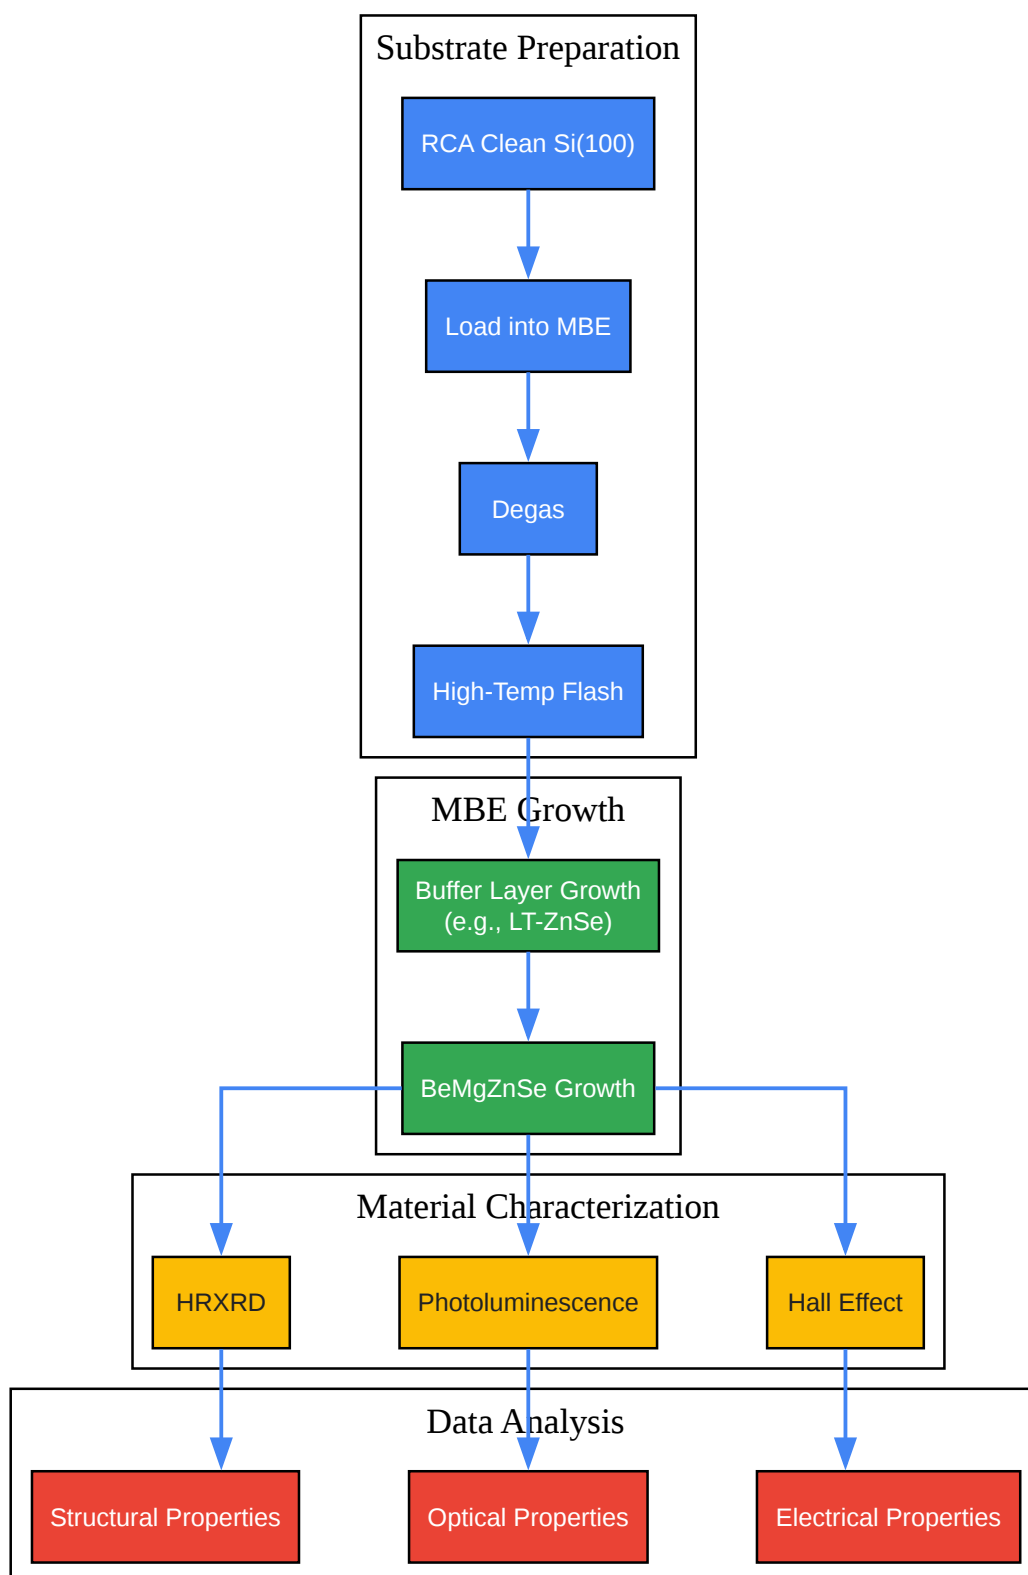 Substrate Preparation
RCA Clean Si(100)
Load into MBE
Degas
High-Temp Flash
MBE Growth
Buffer Layer Growth
(e.g., LT-ZnSe)
BeMgZnSe Growth
Material Characterization
HRXRD
Photoluminescence
Hall Effect
Data Analysis
Structural Properties
Optical Properties
Electrical Properties